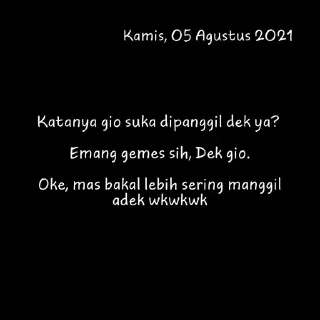 Kamis, 05 Agustus 2021
Katanya gio suka dipanggil dek ya?
Emang gemes sih, Dek gio.
Oke, mas bakal lebih sering manggil
adek wkwkwk